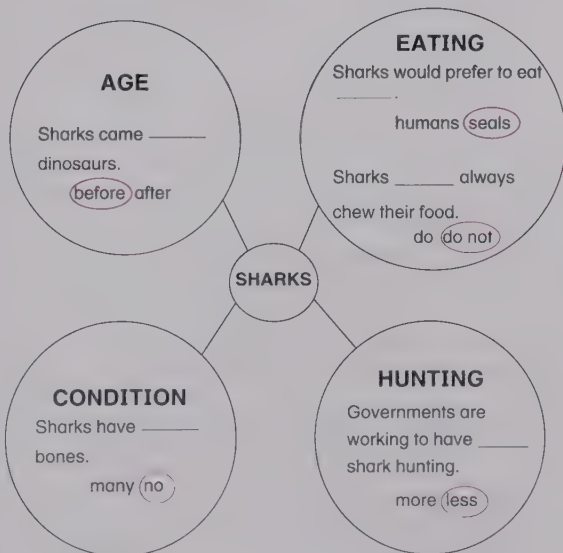 AGE
Sharks came ______
dinosaurs.
before after
EATING
Sharks would prefer to eat
______.
humans seals
Sharks ______ always
chew their food.
do do not
SHARKS
CONDITION
Sharks have ______
bones.
many no
HUNTING
Governments are
working to have ______
shark hunting.
more less